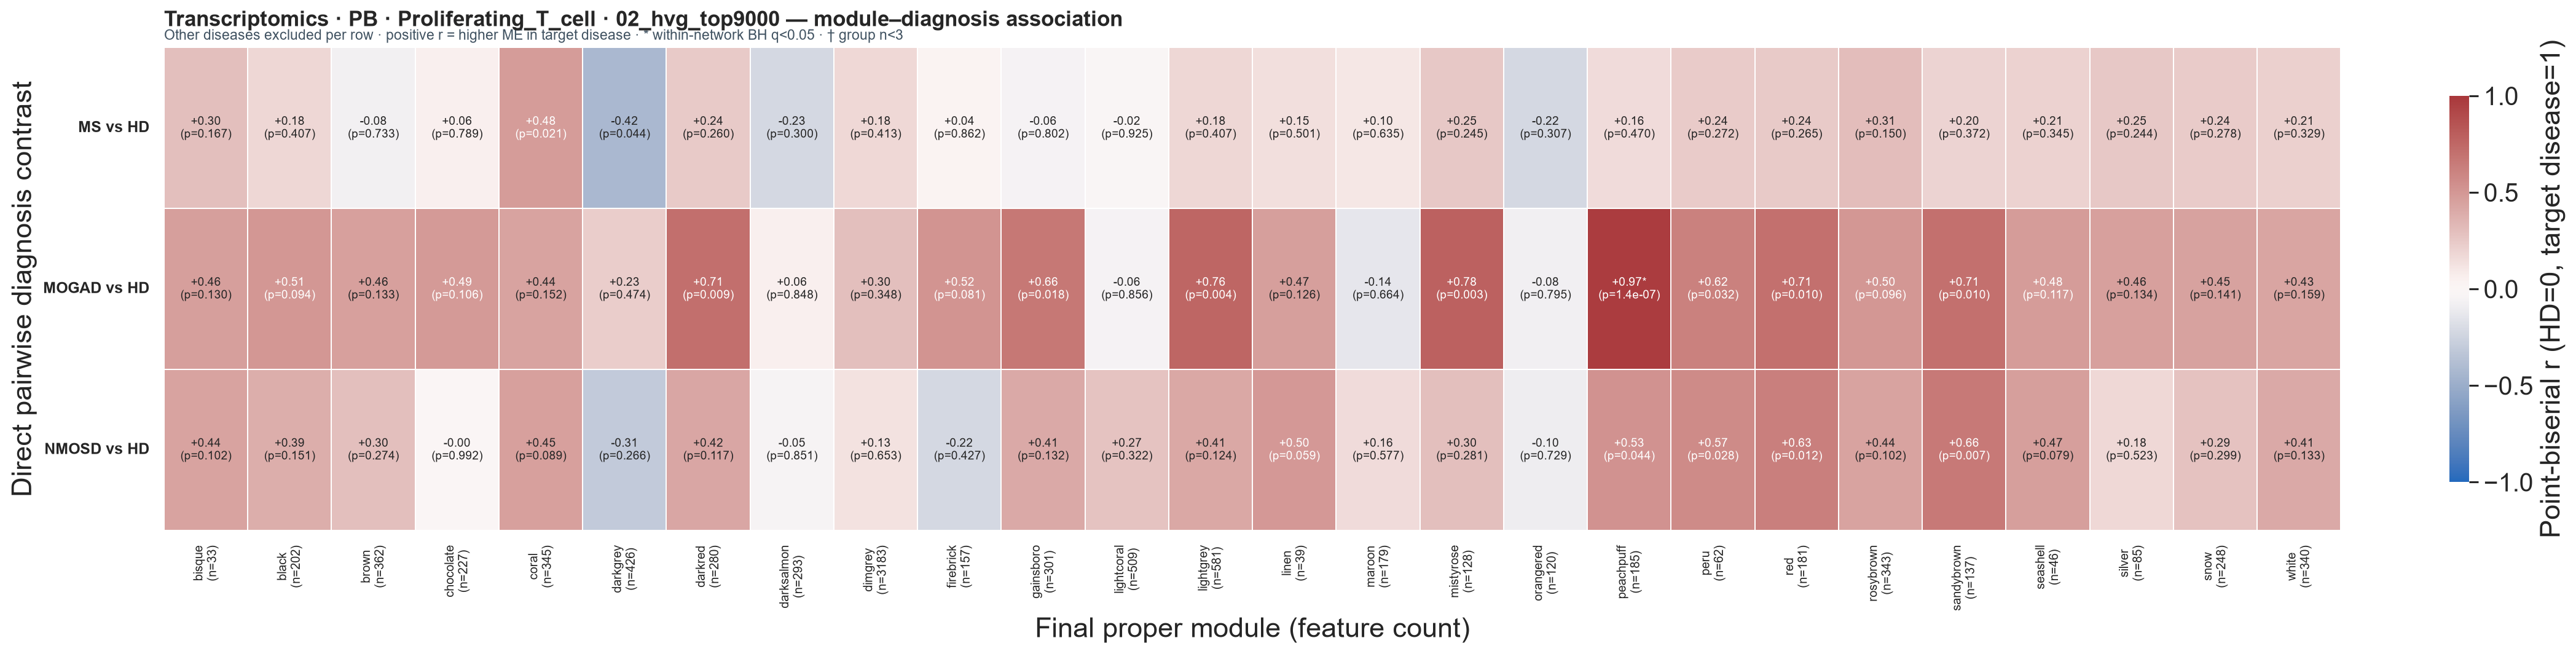 Transcriptomics · PB · Proliferating_T_cell · 02_hvg_top9000 — module–diagnosis association
Other diseases excluded per row · positive r = higher ME in target disease · * within-network BH q<0.05 · † group n<3
Direct pairwise diagnosis contrast
MS vs HD
+0.30 +0.18 -0.08 +0.06 +0.48 -0.42 +0.24 -0.23 +0.18 +0.04 -0.06 -0.02 +0.18 +0.15 +0.10 +0.25 -0.22 +0.16 +0.24 +0.24 +0.31 +0.20 +0.21 +0.25 +0.24 +0.21
(p=0.167) (p=0.407) (p=0.733) (p=0.789) (p=0.021) (p=0.044) (p=0.260) (p=0.300) (p=0.413) (p=0.862) (p=0.802) (p=0.925) (p=0.407) (p=0.501) (p=0.635) (p=0.245) (p=0.307) (p=0.470) (p=0.272) (p=0.265) (p=0.150) (p=0.372) (p=0.345) (p=0.244) (p=0.278) (p=0.329)
MOGAD vs HD
+0.46 +0.51 +0.46 +0.49 +0.44 +0.23 +0.71 +0.06 +0.30 +0.52 +0.66 -0.06 +0.76 +0.47 -0.14 +0.78 -0.08 +0.97* +0.62 +0.71 +0.50 +0.71 +0.48 +0.46 +0.45 +0.43
(p=0.130) (p=0.094) (p=0.133) (p=0.106) (p=0.152) (p=0.474) (p=0.009) (p=0.848) (p=0.348) (p=0.081) (p=0.018) (p=0.856) (p=0.004) (p=0.126) (p=0.664) (p=0.003) (p=0.795) (p=1.4e-07) (p=0.032) (p=0.010) (p=0.096) (p=0.010) (p=0.117) (p=0.134) (p=0.141) (p=0.159)
NMOSD vs HD
+0.44 +0.39 +0.30 -0.00 +0.45 -0.31 +0.42 -0.05 +0.13 -0.22 +0.41 +0.27 +0.41 +0.50 +0.16 +0.30 -0.10 +0.53 +0.57 +0.63 +0.44 +0.66 +0.47 +0.18 +0.29 +0.41
(p=0.102) (p=0.151) (p=0.274) (p=0.992) (p=0.089) (p=0.266) (p=0.117) (p=0.851) (p=0.653) (p=0.427) (p=0.132) (p=0.322) (p=0.124) (p=0.059) (p=0.577) (p=0.281) (p=0.729) (p=0.044) (p=0.028) (p=0.012) (p=0.102) (p=0.007) (p=0.079) (p=0.523) (p=0.299) (p=0.133)
bisque
(n=33)
black
(n=202)
brown
(n=362)
chocolate
(n=227)
coral
(n=345)
darkgrey
(n=426)
darkred
(n=280)
darksalmon
(n=293)
dimgrey
(n=3183)
firebrick
(n=157)
gainsboro
(n=301)
lightcoral
(n=509)
lightgrey
(n=581)
linen
(n=39)
maroon
(n=179)
mistyrose
(n=128)
orangered
(n=120)
peachpuff
(n=185)
peru
(n=62)
red
(n=181)
rosybrown
(n=343)
sandybrown
(n=137)
seashell
(n=46)
silver
(n=85)
snow
(n=248)
white
(n=340)
Final proper module (feature count)
1.0
0.5
0.0
−0.5
−1.0
Point-biserial r (HD=0, target disease=1)